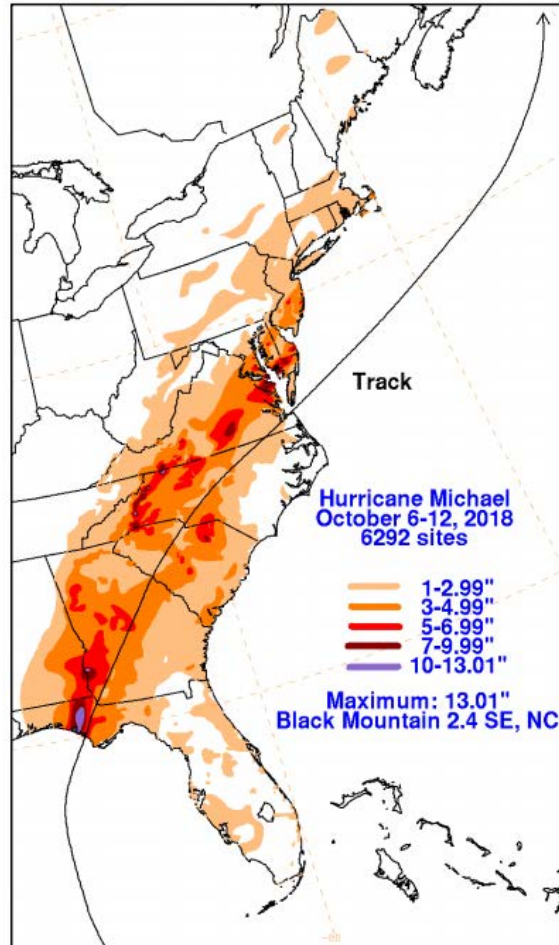 Track
Hurricane Michael
October 6-12, 2018
6292 sites
1-2.99"
3-4.99"
5-6.99"
7-9.99"
10-13.01"
Maximum: 13.01"
Black Mountain 2.4 SE, NC
-80